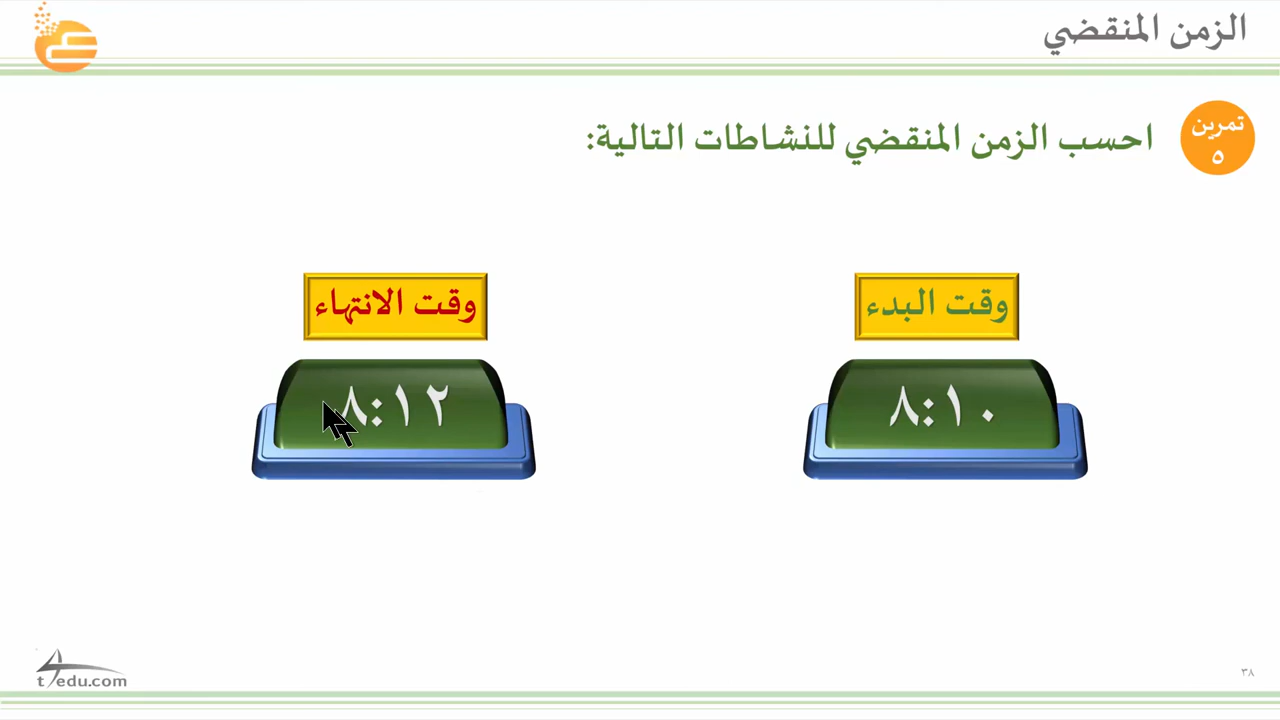 الزمن المنقضي
تمرين
٥
احسب الزمن المنقضي للنشاطات التالية:
وقت البدء
وقت الانتهاء
٨:١٠
٨:١٢
٣٨
t4edu.com